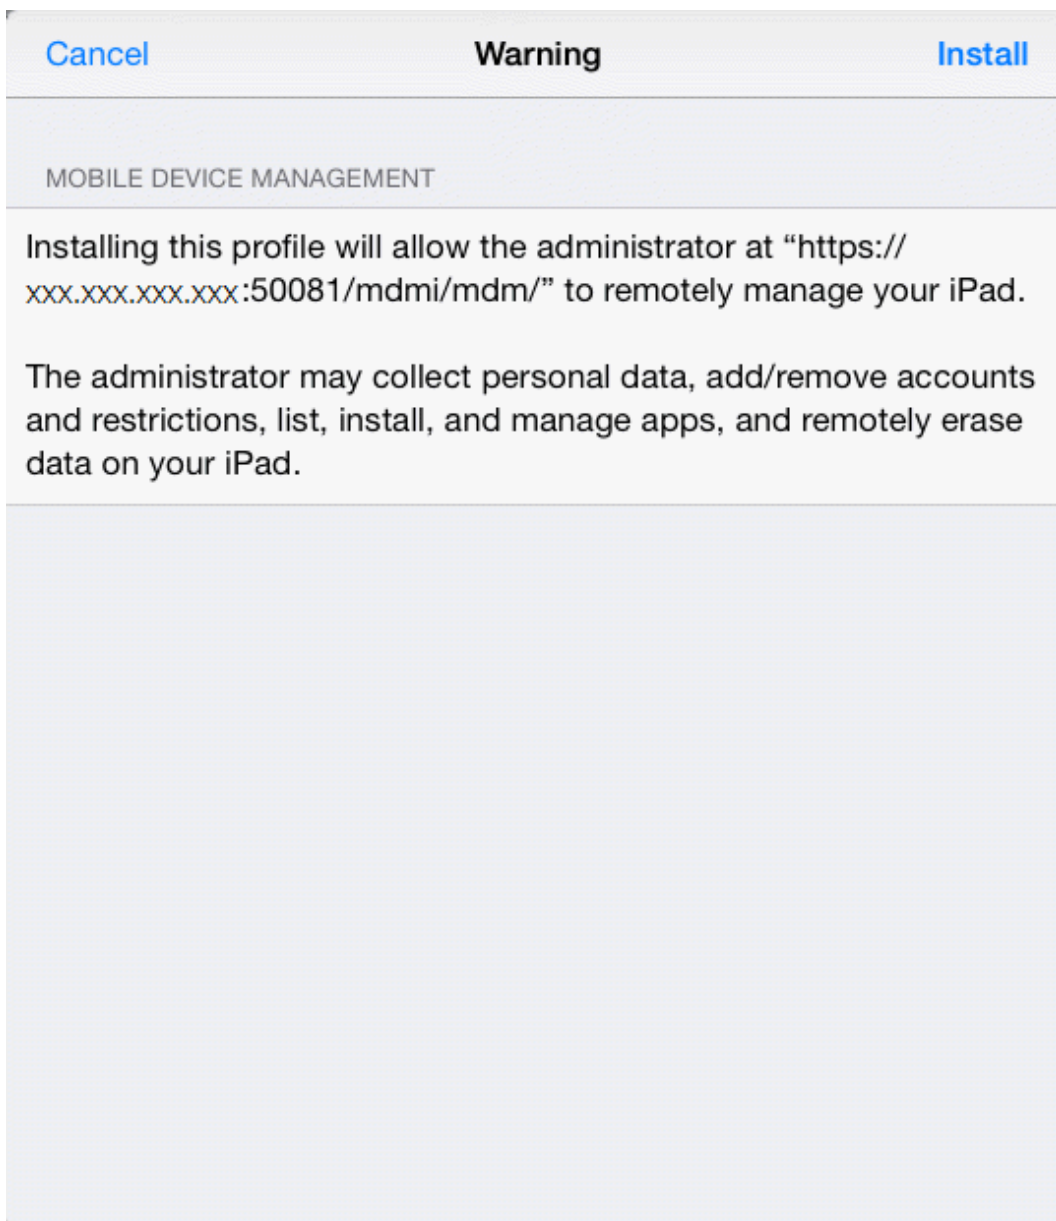 Cancel Warning Install
MOBILE DEVICE MANAGEMENT
Installing this profile will allow the administrator at “https://
xxx.xxx.xxx.xxx:50081/mdmi/mdm/” to remotely manage your iPad.
The administrator may collect personal data, add/remove accounts
and restrictions, list, install, and manage apps, and remotely erase
data on your iPad.